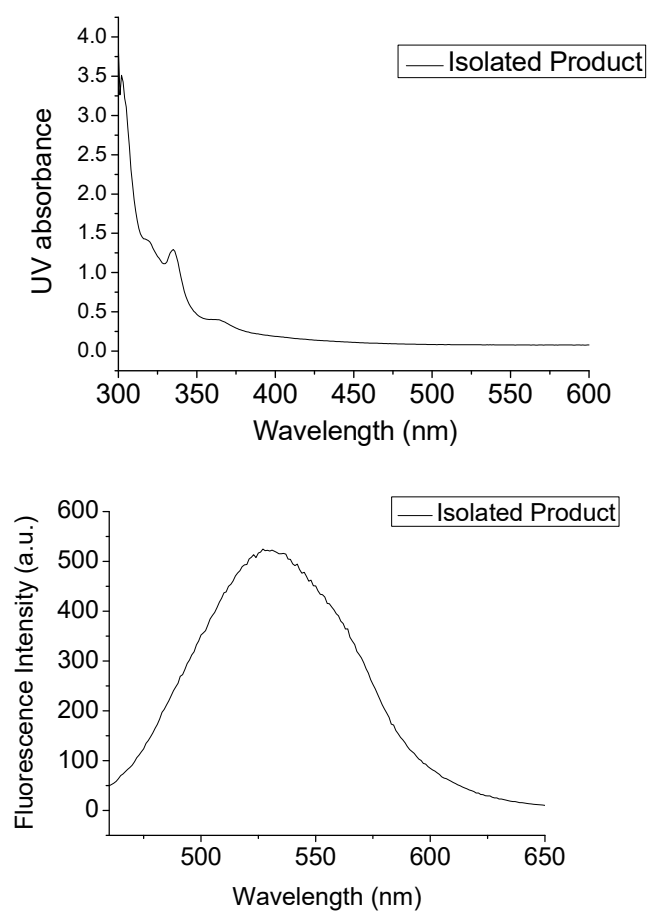 4.0
3.5
3.0
2.5
2.0
1.5
1.0
0.5
0.0
UV absorbance
Isolated Product
300 350 400 450 500 550 600
Wavelength (nm)
600
500
400
300
200
100
0
Fluorescence Intensity (a.u.)
Isolated Product
500 550 600 650
Wavelength (nm)